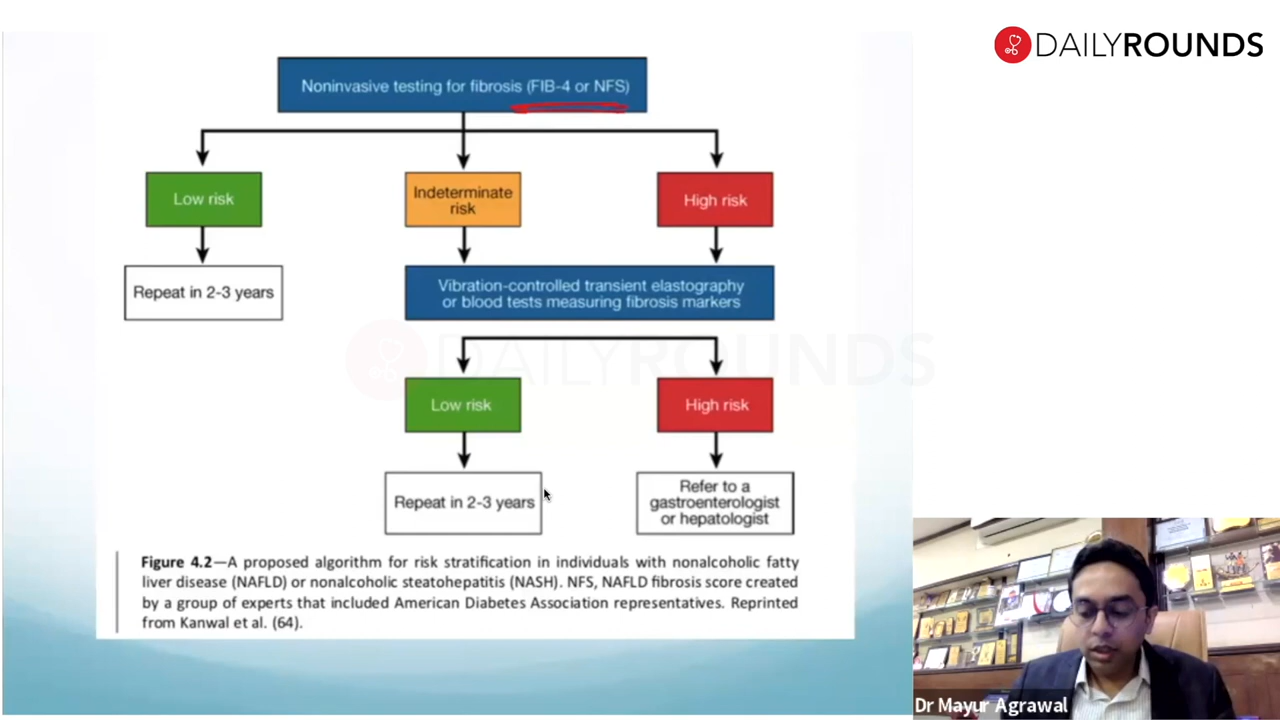 DAILYROUNDS
Noninvasive testing for fibrosis (FIB-4 or NFS)
Low risk
Indeterminate
risk
High risk
Repeat in 2-3 years
Vibration-controlled transient elastography
or blood tests measuring fibrosis markers
DAILYROUNDS
Low risk
High risk
Repeat in 2-3 years
Refer to a
gastroenterologist
or hepatologist
Figure 4.2—A proposed algorithm for risk stratification in individuals with nonalcoholic fatty
liver disease (NAFLD) or nonalcoholic steatohepatitis (NASH). NFS, NAFLD fibrosis score created
by a group of experts that included American Diabetes Association representatives. Reprinted
from Kanwal et al. (64).
Dr Mayur Agrawal